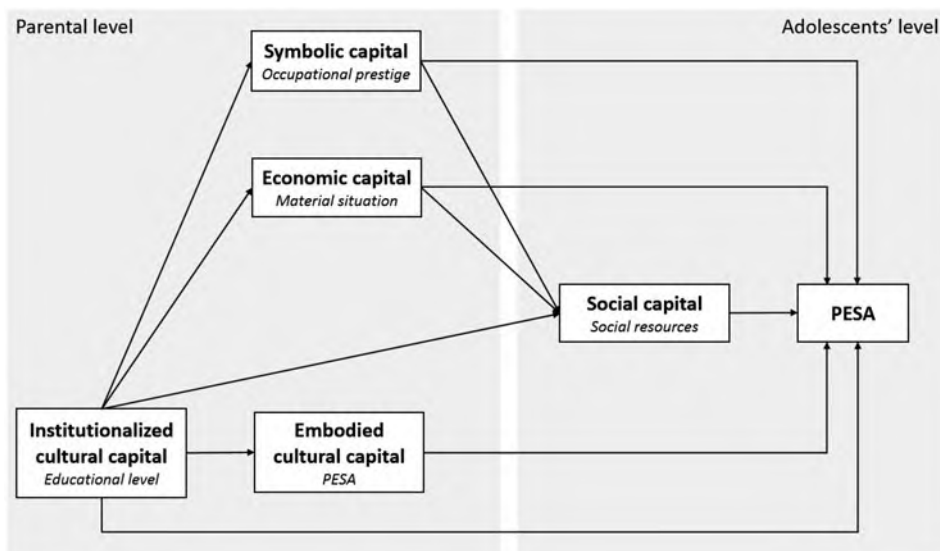 Parental level
Adolescents' level
Symbolic capital
Occupational prestige
Economic capital
Material situation
Social capital
Social resources
PESA
Institutionalized
cultural capital
Educational level
Embodied
cultural capital
PESA